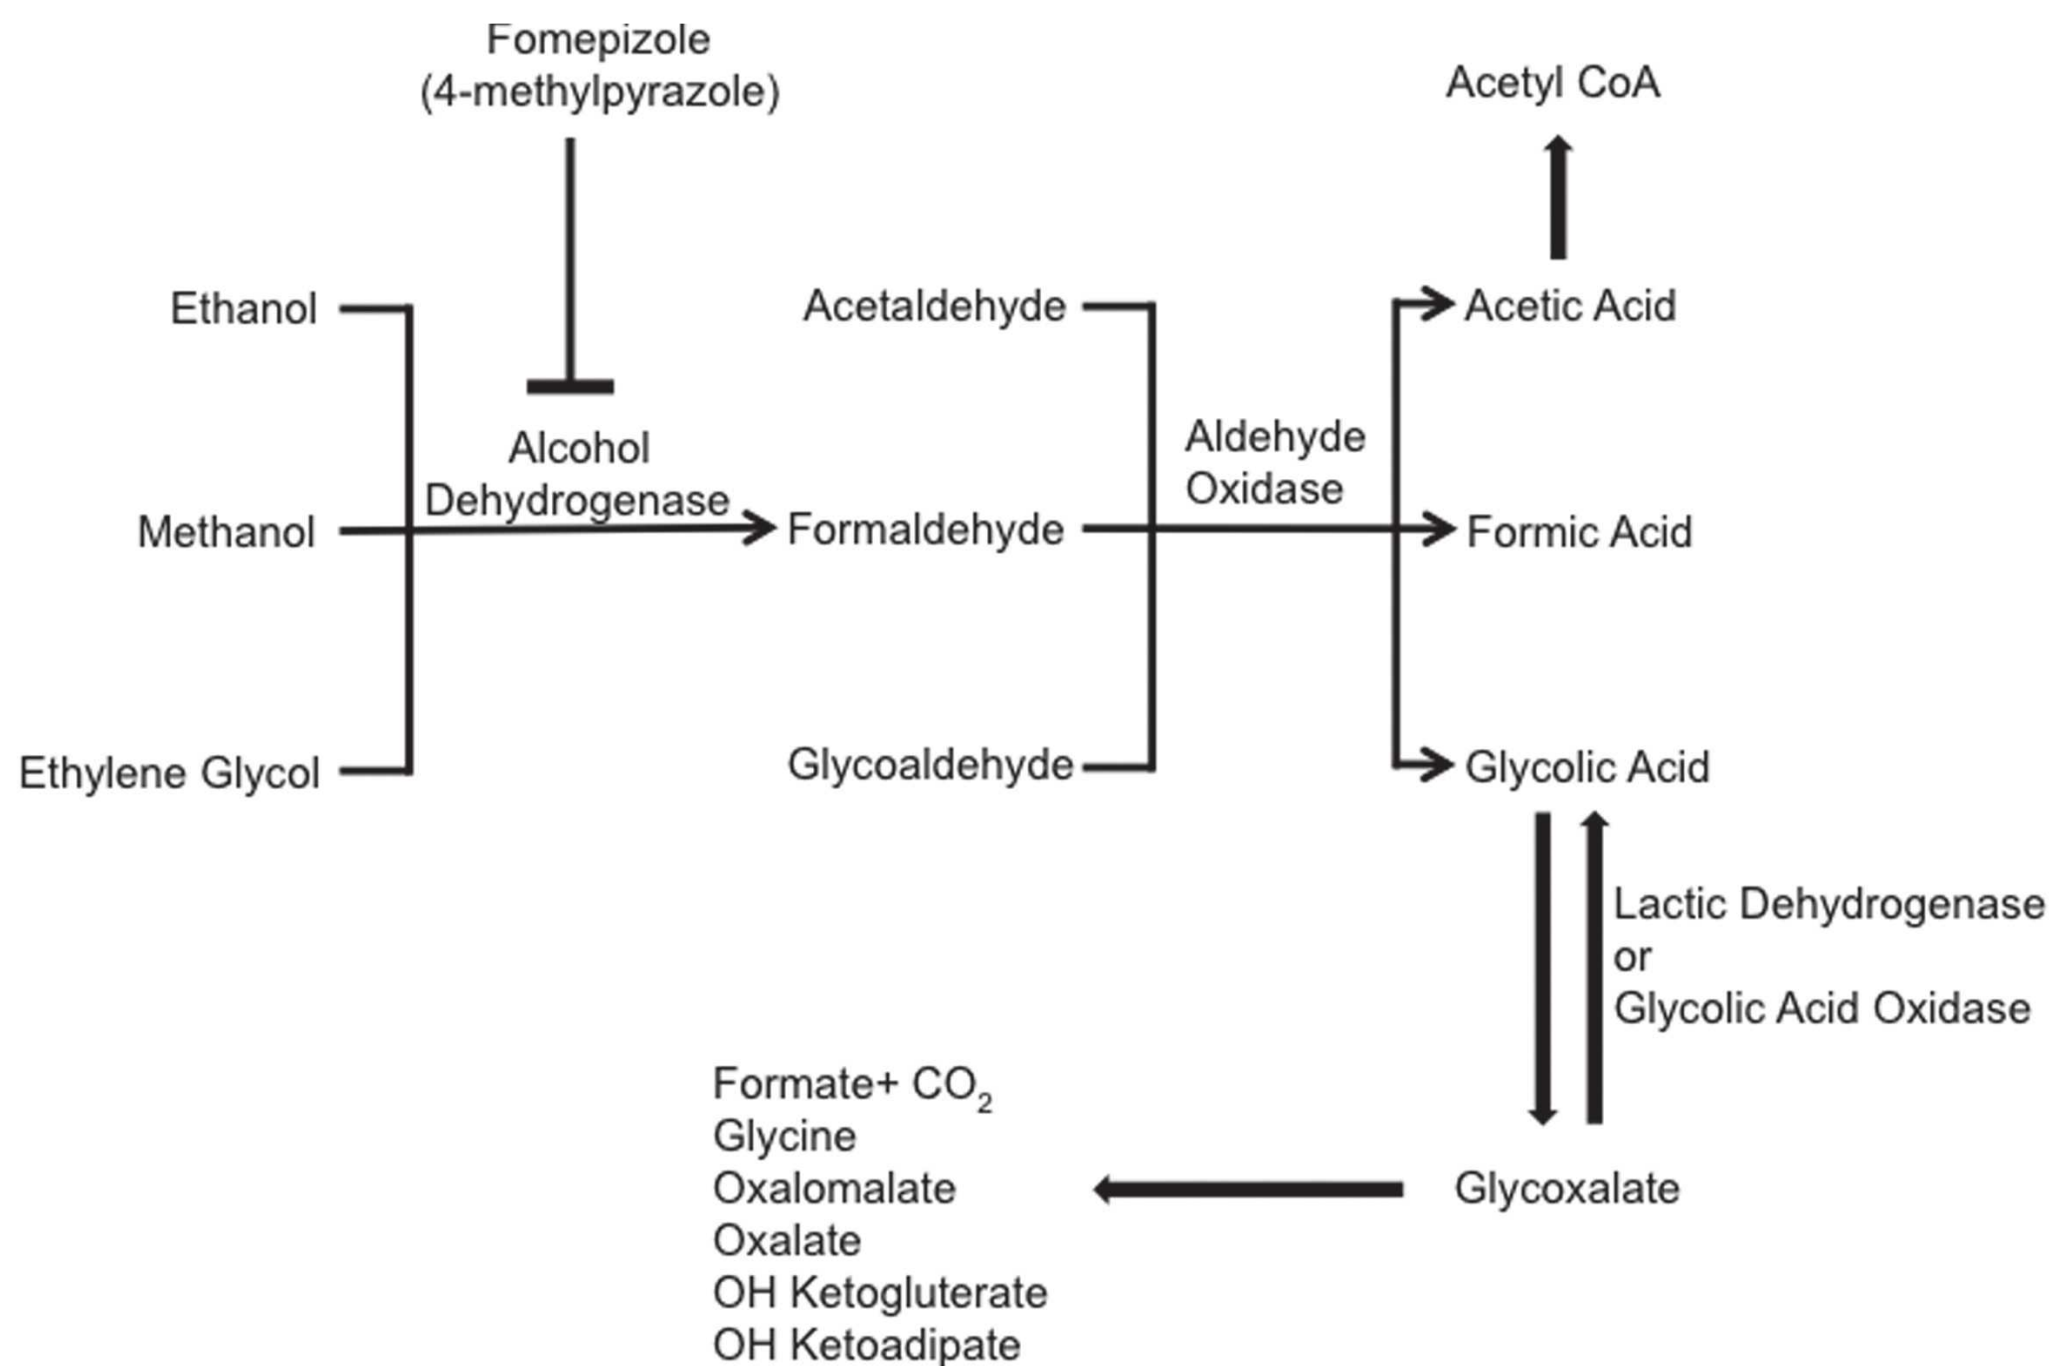 Fomepizole
(4-methylpyrazole)
Acetyl CoA
Ethanol
Acetaldehyde
Acetic Acid
Alcohol
Dehydrogenase
Aldehyde
Oxidase
Methanol
Formaldehyde
Formic Acid
Ethylene Glycol
Glycoaldehyde
Glycolic Acid
Lactic Dehydrogenase
or
Glycolic Acid Oxidase
Formate+ CO₂
Glycine
Oxalomalate
Oxalate
OH Ketogluterate
OH Ketoadipate
Glycoxalate